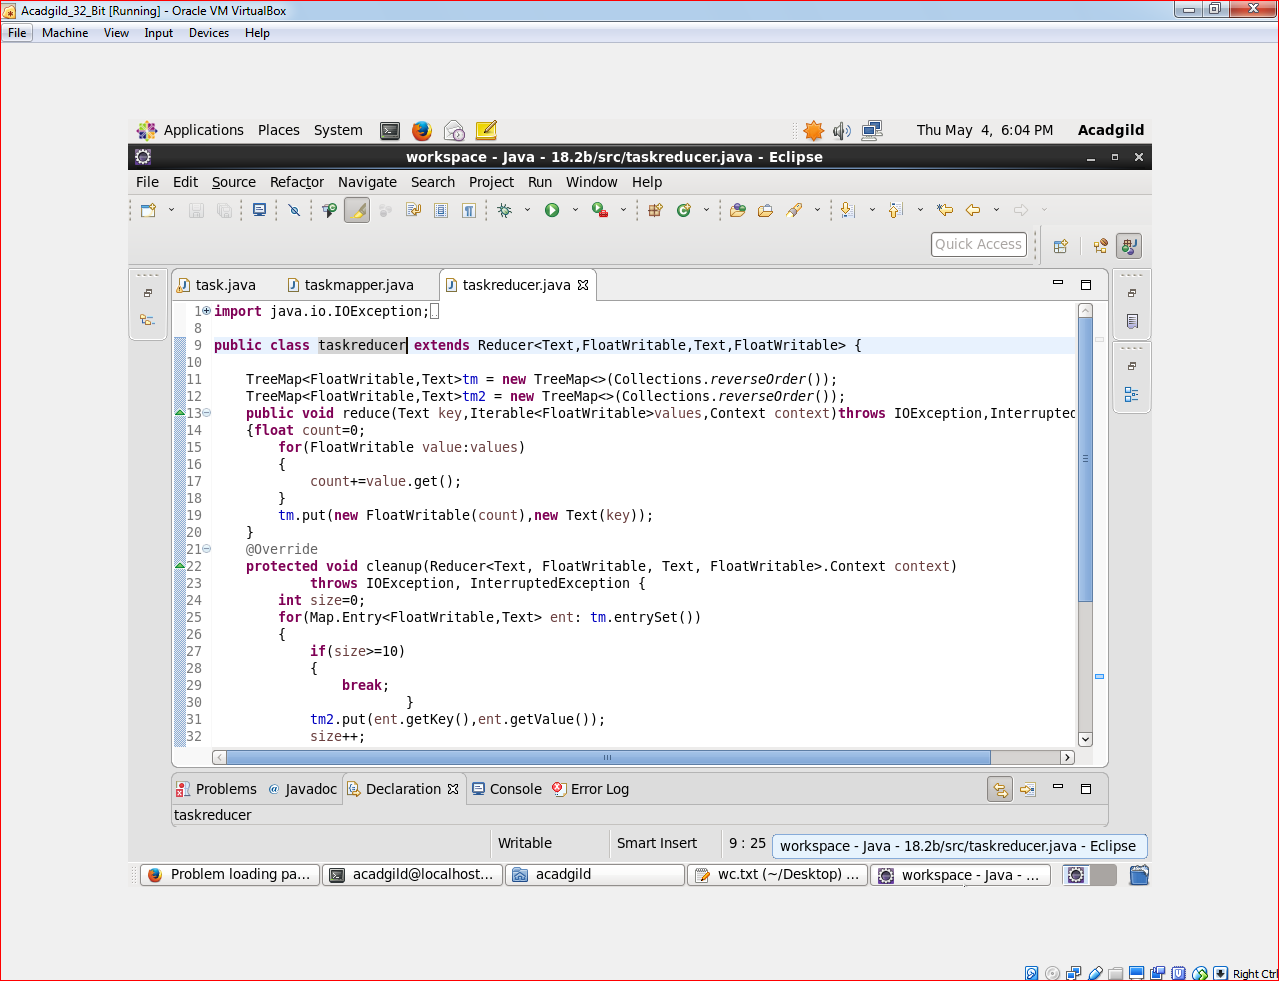 Acadgild_32_Bit [Running] - Oracle VM VirtualBox
File Machine View Input Devices Help
Applications Places System Thu May 4, 6:04 PM Acadgild
workspace - Java - 18.2b/src/taskreducer.java - Eclipse
File Edit Source Refactor Navigate Search Project Run Window Help
Quick Access
task.java taskmapper.java taskreducer.java
1 import java.io.IOException;
8
9 public class taskreducer extends Reducer<Text,FloatWritable,Text,FloatWritable> {
10
11 TreeMap<FloatWritable,Text>tm = new TreeMap<>(Collections.reverseOrder());
12 TreeMap<FloatWritable,Text>tm2 = new TreeMap<>(Collections.reverseOrder());
13 public void reduce(Text key,Iterable<FloatWritable>values,Context context)throws IOException,Interrupted
14 {float count=0;
15 for(FloatWritable value:values)
16 {
17 count+=value.get();
18 }
19 tm.put(new FloatWritable(count),new Text(key));
20 }
21 @Override
22 protected void cleanup(Reducer<Text, FloatWritable, Text, FloatWritable>.Context context)
23 throws IOException, InterruptedException {
24 int size=0;
25 for(Map.Entry<FloatWritable,Text> ent: tm.entrySet())
26 {
27 if(size>=10)
28 {
29 break;
30 }
31 tm2.put(ent.getKey(),ent.getValue());
32 size++;
Problems @ Javadoc Declaration Console Error Log
taskreducer
Writable Smart Insert 9 : 25 workspace - Java - 18.2b/src/taskreducer.java - Eclipse
Problem loading pa... acadgild@localhost... acadgild wc.txt (~/Desktop) ... workspace - Java - ...
Right Ctrl